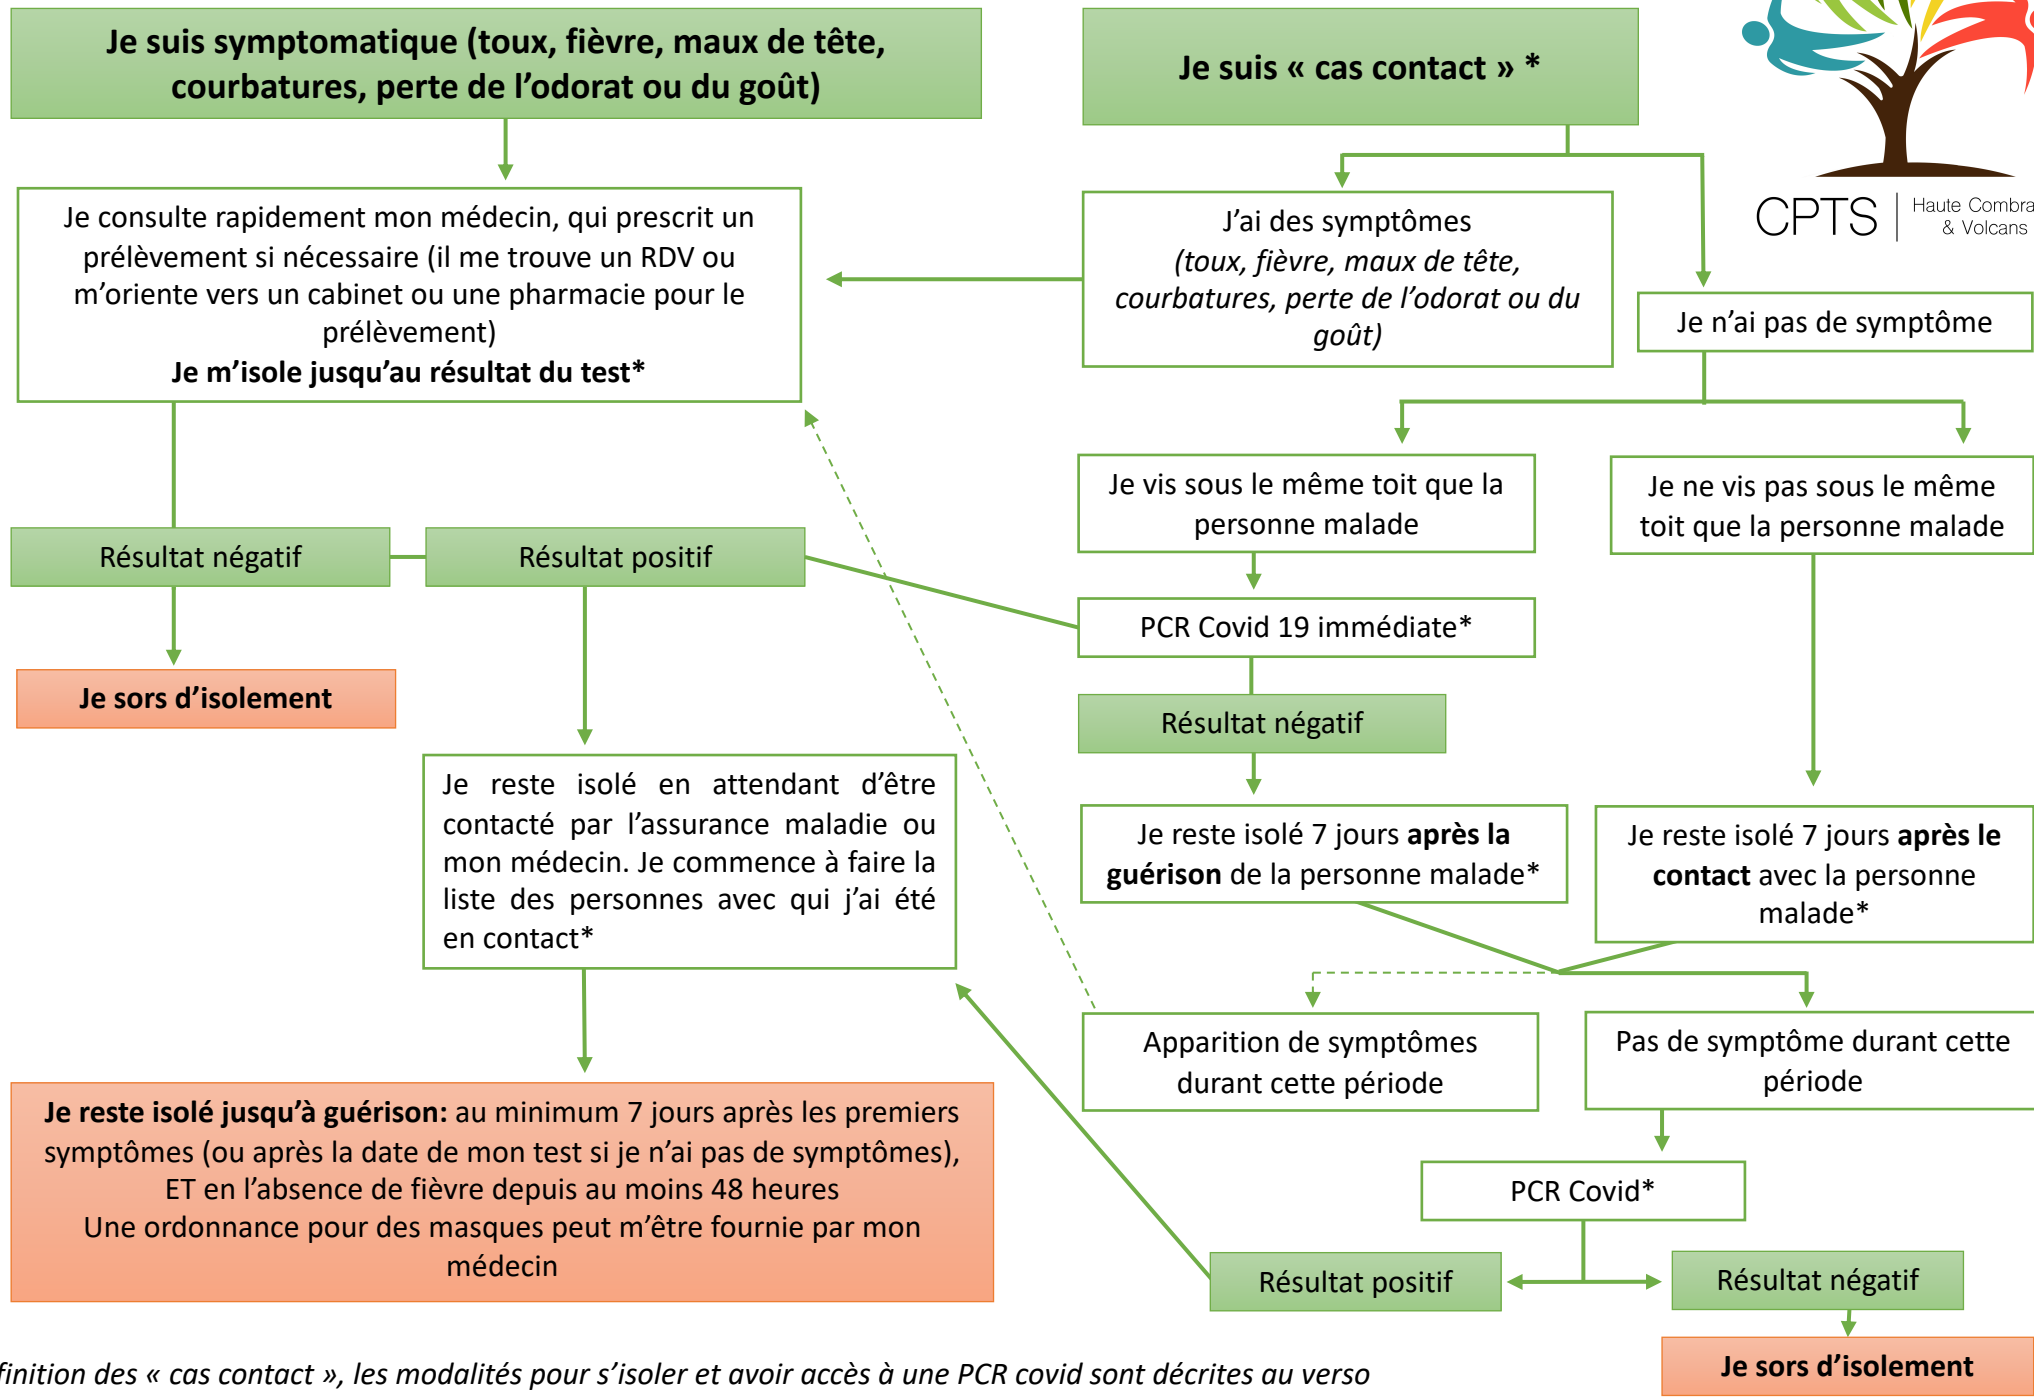 Je suis symptomatique (toux, fièvre, maux de tête,
courbatures, perte de l'odorat ou du goût)
Je suis « cas contact » *
CPTS
Haute Combra
& Volcans
Je consulte rapidement mon médecin, qui prescrit un
prélèvement si nécessaire (il me trouve un RDV ou
m'oriente vers un cabinet ou une pharmacie pour le
prélèvement)
Je m'isole jusqu'au résultat du test*
J'ai des symptômes
(toux, fièvre, maux de tête,
courbatures, perte de l'odorat ou du
goût)
Je n'ai pas de symptôme
Je vis sous le même toit que la
personne malade
Je ne vis pas sous le même
toit que la personne malade
Résultat négatif
Résultat positif
PCR Covid 19 immédiate*
Je sors d'isolement
Résultat négatif
Je reste isolé en attendant d'être
contacté par l'assurance maladie ou
mon médecin. Je commence à faire la
liste des personnes avec qui j'ai été
en contact*
Je reste isolé 7 jours après la
guérison de la personne malade*
Je reste isolé 7 jours après le
contact avec la personne
malade*
Apparition de symptômes
durant cette période
Pas de symptôme durant cette
période
Je reste isolé jusqu'à guérison: au minimum 7 jours après les premiers
symptômes (ou après la date de mon test si je n'ai pas de symptômes),
ET en l'absence de fièvre depuis au moins 48 heures
Une ordonnance pour des masques peut m'être fournie par mon
médecin
PCR Covid*
Résultat positif
Résultat négatif
Je sors d'isolement
finition des « cas contact », les modalités pour s'isoler et avoir accès à une PCR covid sont décrites au verso